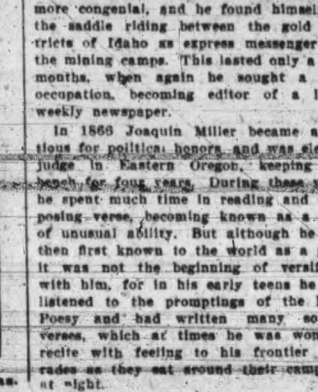 more congenial, and he found himsel
the saddle riding between the gold
tricts of Idaho as express messenger
the mining camps. This lasted only a
months, when again he sought a
occupation, becoming editor of a l
weekly newspaper.
In 1866 Joaquin Miller became a
tious for political honors and was ele
judge in Eastern Oregon, keeping
bench for four years. During these
he spent much time in reading and
posing verse, becoming known as a
of unusual ability. But although he
then first known to the world as a
it was not the beginning of versif
with him, for in his early teens he
listened to the promptings of the
Poesy and had written many so
verses, which at times he was won
recite with feeling to his frontier
rades as they sat around their camp
at night.